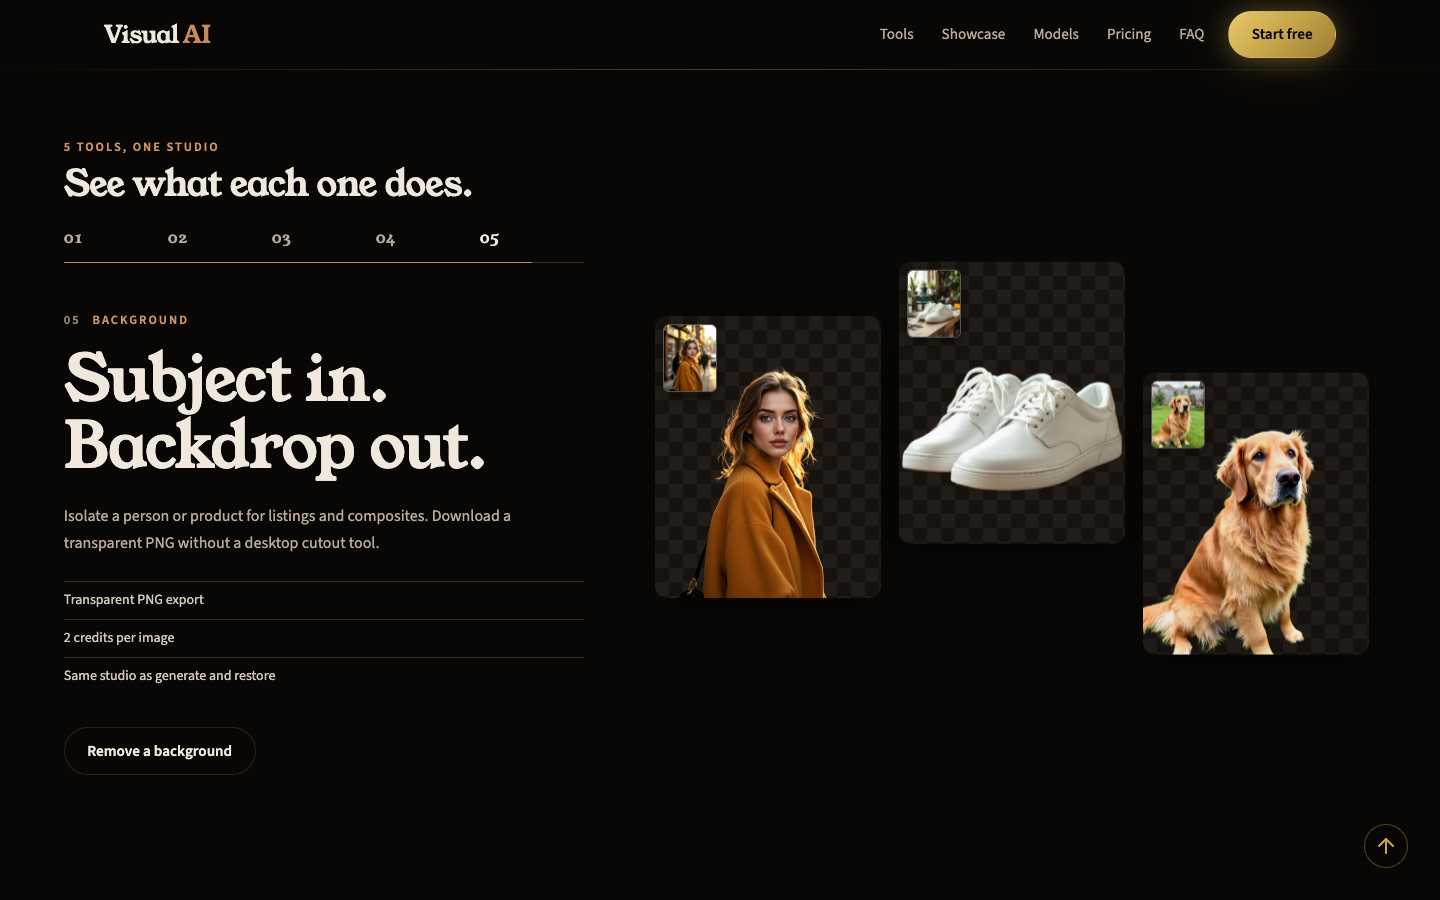 Visual AI
Tools
Showcase
Models
Pricing
FAQ
Start free
5 TOOLS, ONE STUDIO
See what each one does.
01
02
03
04
05
05 BACKGROUND
Subject in.
Backdrop out.
Isolate a person or product for listings and composites. Download a
transparent PNG without a desktop cutout tool.
Transparent PNG export
2 credits per image
Same studio as generate and restore
Remove a background